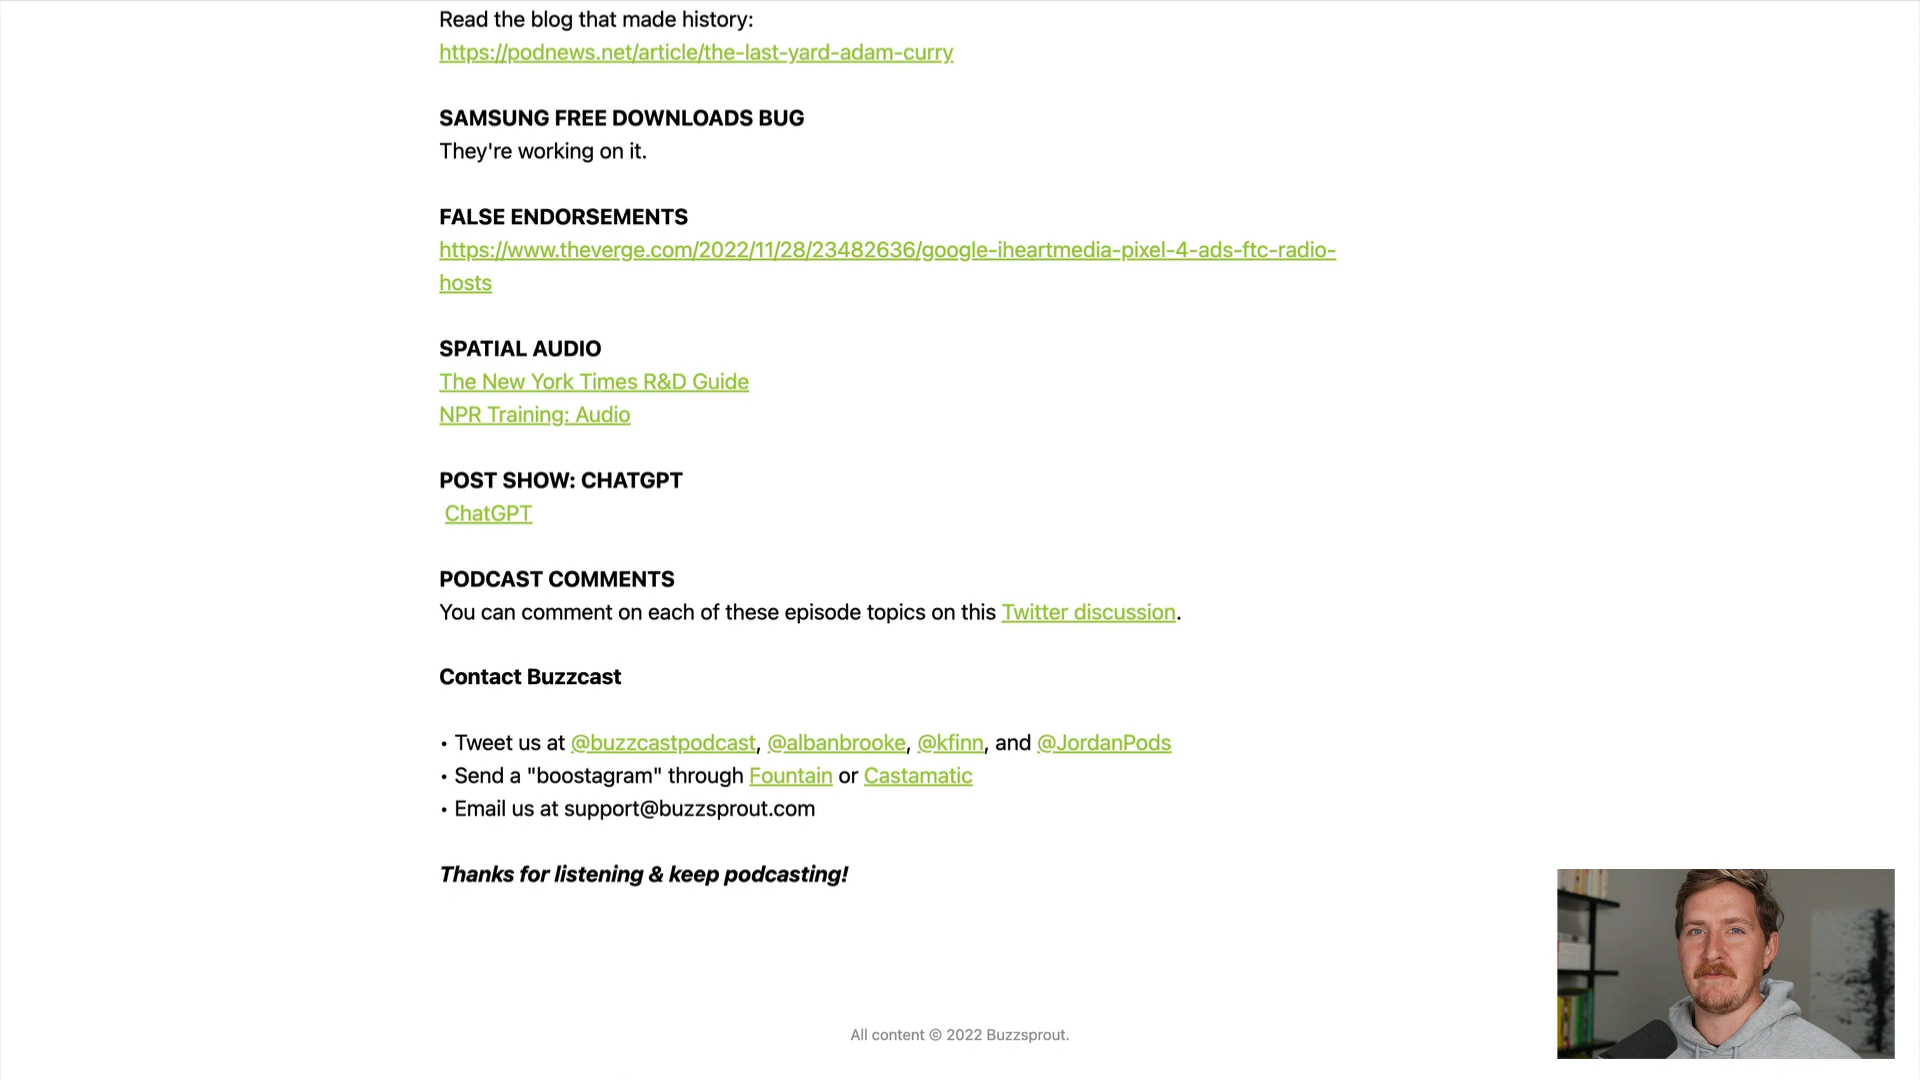 Read the blog that made history:
https://podnews.net/article/the-last-yard-adam-curry
SAMSUNG FREE DOWNLOADS BUG
They're working on it.
FALSE ENDORSEMENTS
https://www.theverge.com/2022/11/28/23482636/google-iheartmedia-pixel-4-ads-ftc-radio-
hosts
SPATIAL AUDIO
The New York Times R&D Guide
NPR Training: Audio
POST SHOW: CHATGPT
ChatGPT
PODCAST COMMENTS
You can comment on each of these episode topics on this Twitter discussion.
Contact Buzzcast
• Tweet us at @buzzcastpodcast, @albanbrooke, @kfinn, and @JordanPods
• Send a "boostagram" through Fountain or Castamatic
• Email us at support@buzzsprout.com
Thanks for listening & keep podcasting!
All content © 2022 Buzzsprout.